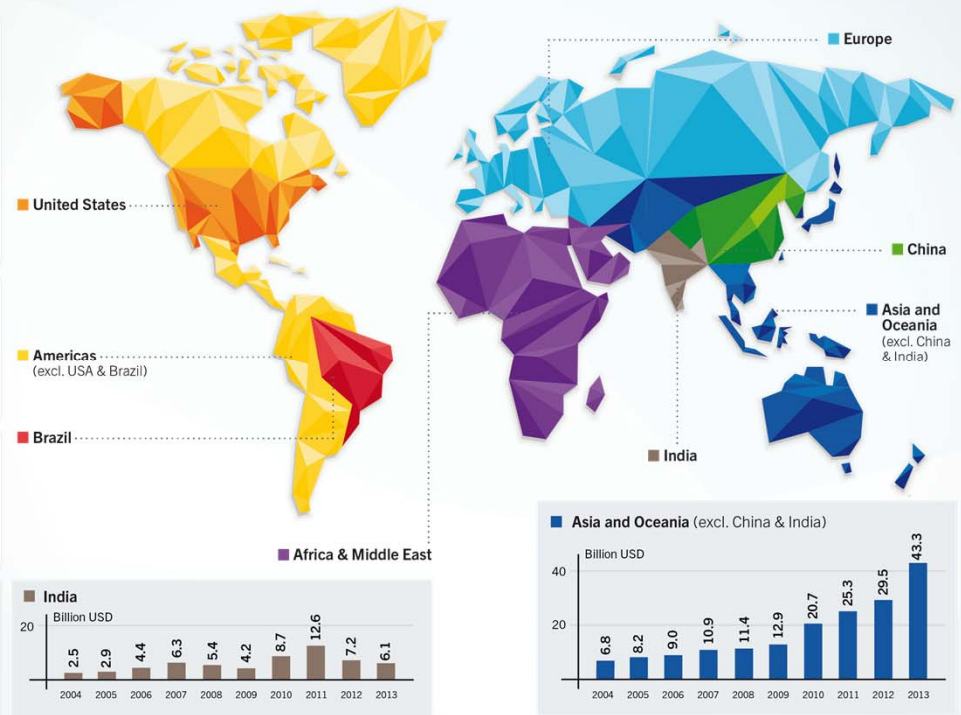 Europe
United States
China
Asia and
Oceania
(excl. China
& India)
Americas
(excl. USA & Brazil)
Brazil
India
Africa & Middle East
Asia and Oceania (excl. China & India)
Billion USD
40
20
6.8 8.2 9.0 10.9 11.4 12.9 20.7 25.3 29.5 43.3
2004 2005 2006 2007 2008 2009 2010 2011 2012 2013
India
Billion USD
20
2.5 2.9 4.4 6.3 5.4 4.2 8.7 12.6 7.2 6.1
2004 2005 2006 2007 2008 2009 2010 2011 2012 2013